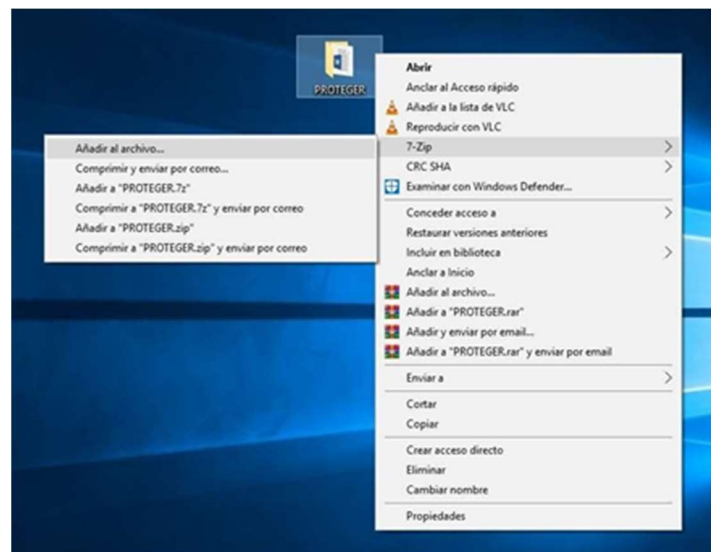 PROTEGER
Abrir
Anclar al Acceso rápido
Añadir a la lista de VLC
Reproducir con VLC
7-Zip
CRC SHA
Examinar con Windows Defender...
Conceder acceso a
Restaurar versiones anteriores
Incluir en biblioteca
Anclar a Inicio
Añadir al archivo...
Añadir a "PROTEGER.rar"
Añadir y enviar por email...
Añadir a "PROTEGER.rar" y enviar por email
Enviar a
Cortar
Copiar
Crear acceso directo
Eliminar
Cambiar nombre
Propiedades
Añadir al archivo...
Comprimir y enviar por correo...
Añadir a "PROTEGER.7z"
Comprimir a "PROTEGER.7z" y enviar por correo
Añadir a "PROTEGER.zip"
Comprimir a "PROTEGER.zip" y enviar por correo